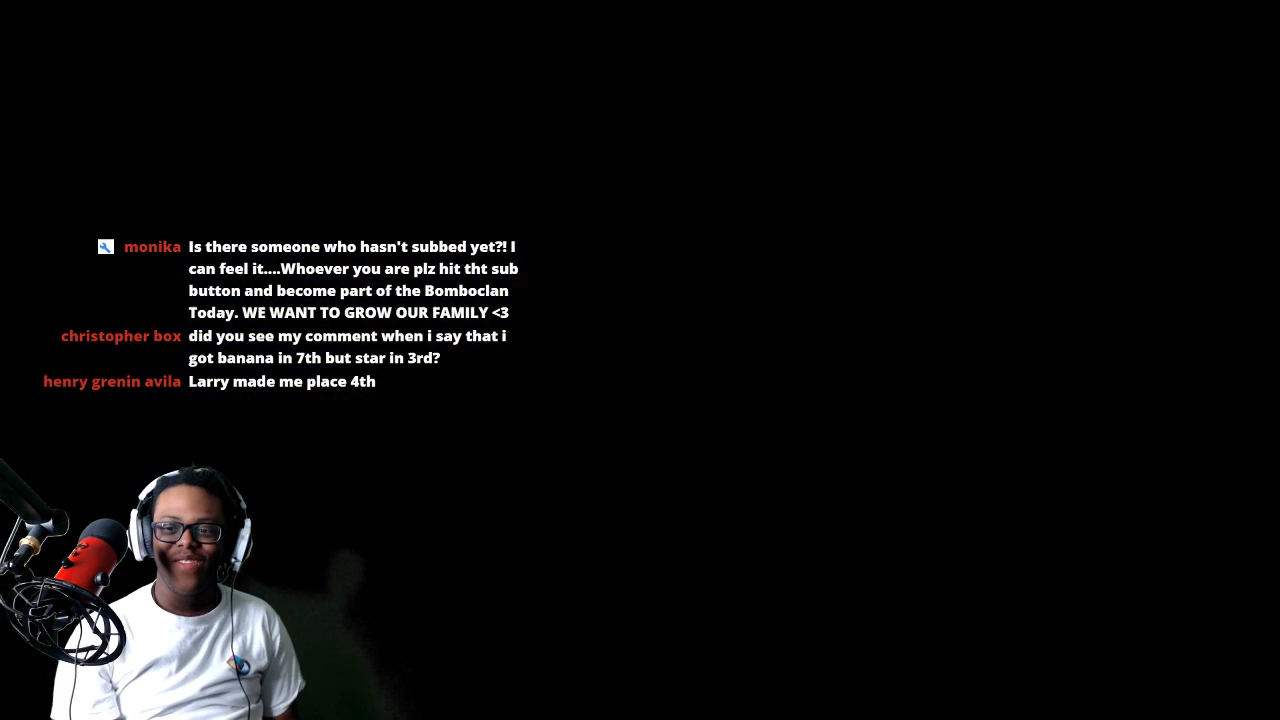 monika Is there someone who hasn't subbed yet?! I
can feel it....Whoever you are plz hit tht sub
button and become part of the Bomboclan
Today. WE WANT TO GROW OUR FAMILY <3
christopher box did you see my comment when i say that i
got banana in 7th but star in 3rd?
henry grenin avila Larry made me place 4th